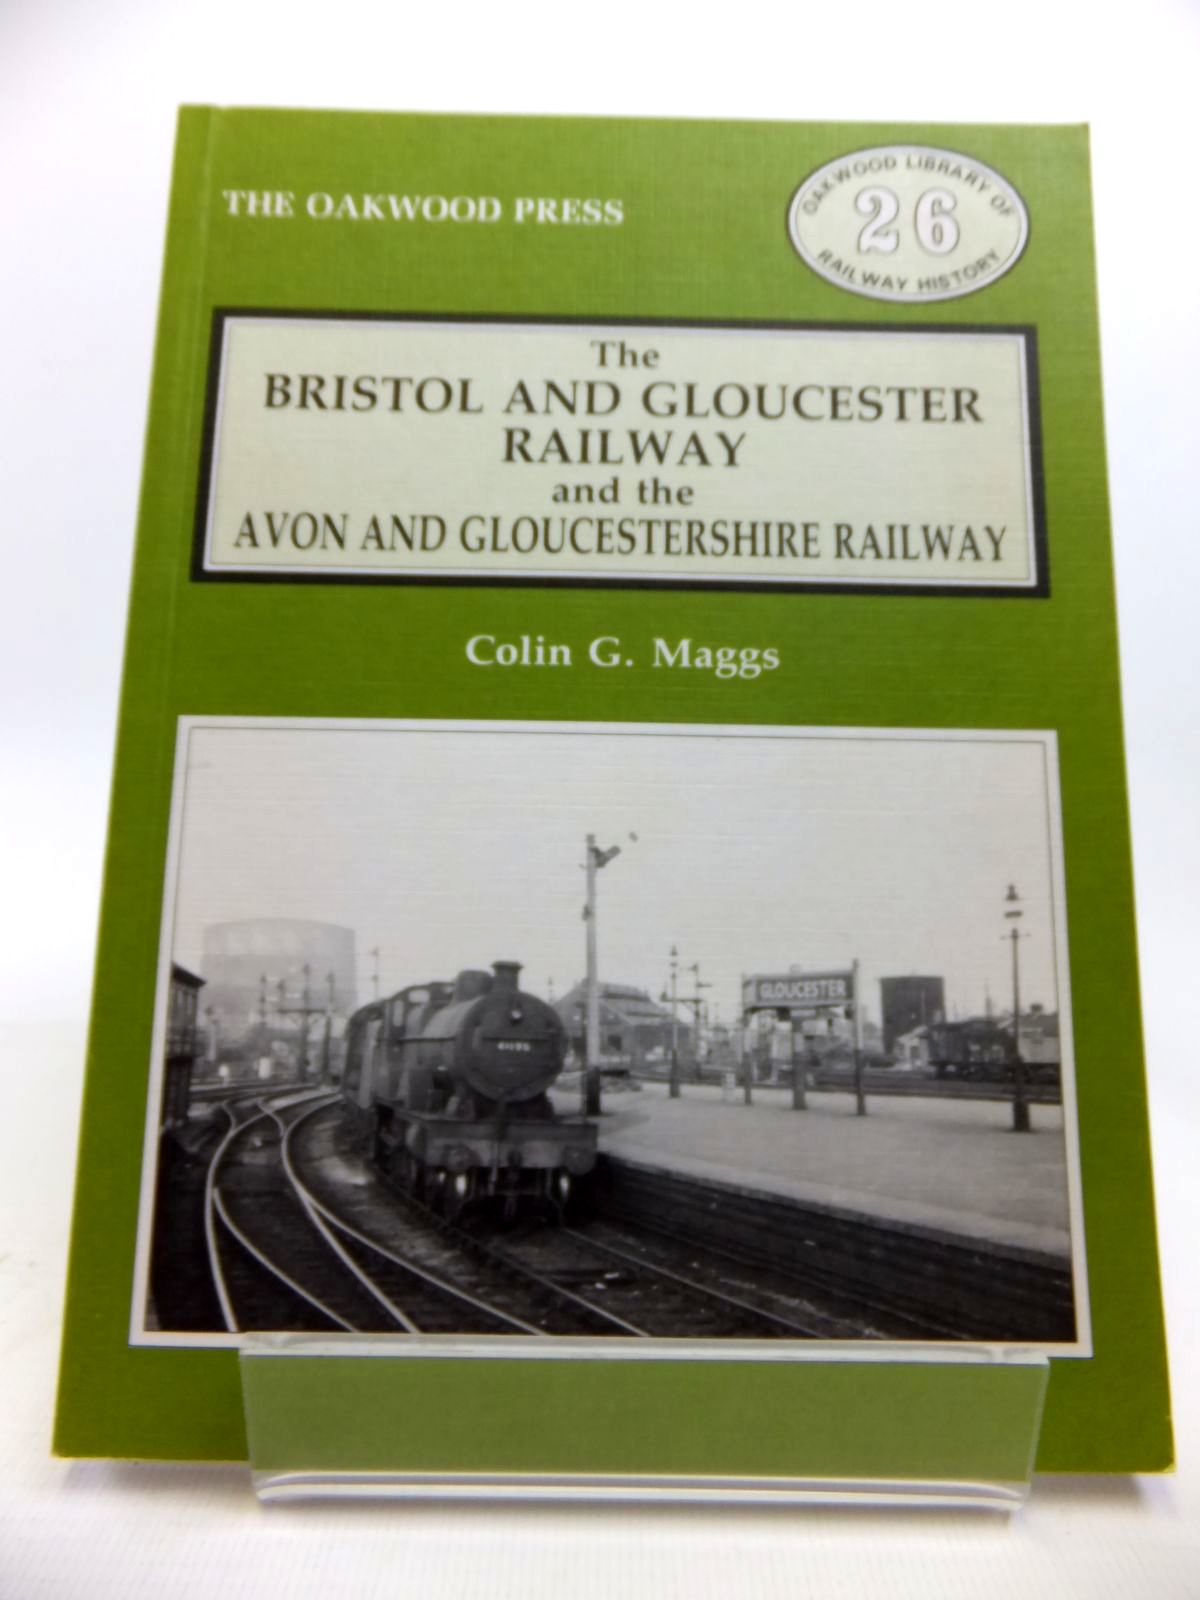 THE OAKWOOD PRESS
OAKWOOD LIBRARY OF
26
RAILWAY HISTORY
The
BRISTOL AND GLOUCESTER
RAILWAY
and the
AVON AND GLOUCESTERSHIRE RAILWAY
Colin G. Maggs
GLOUCESTER